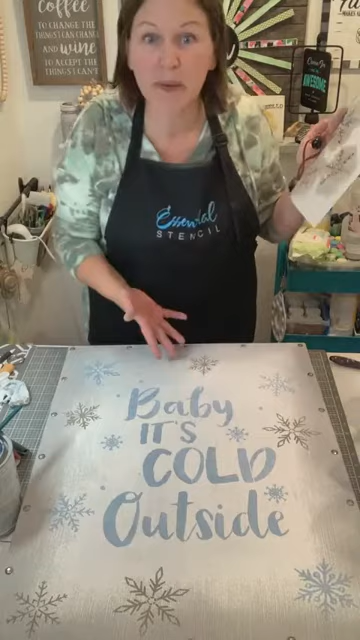 coffee
TO CHANGE THE
THINGS I CAN CHANGE
AND wine
TO ACCEPT THE
THINGS I CAN'T
AWESOME
Essential
STENCIL
Baby
IT'S
COLD
Outside